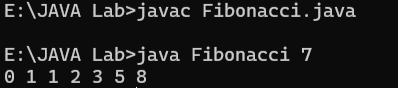 E:\JAVA Lab>javac Fibonacci.java
E:\JAVA Lab>java Fibonacci 7
0 1 1 2 3 5 8